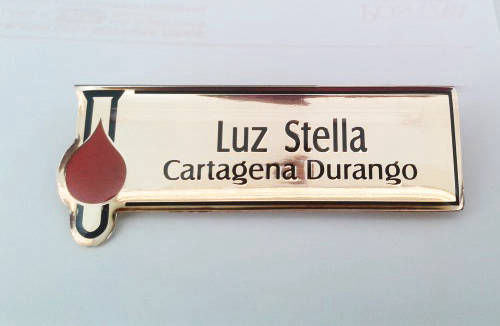 Luz Stella
Cartagena Durango